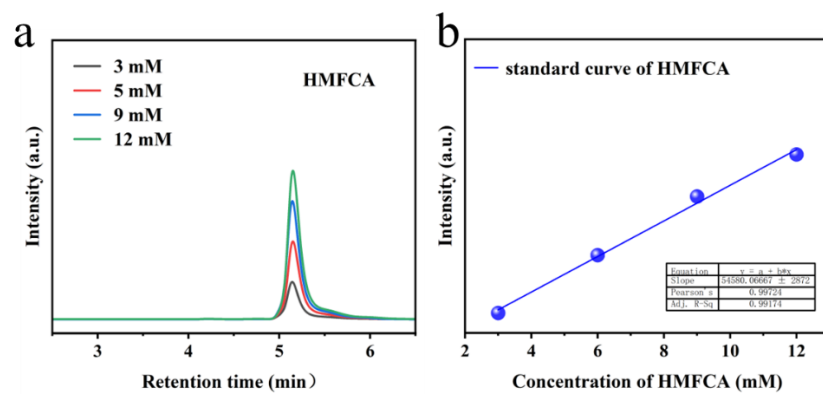 a
3 mM
5 mM
9 mM
12 mM
HMFCA
Intensity (a.u.)
3 4 5 6
Retention time (min）
b
standard curve of HMFCA
Intensity (a.u.)
Equation y = a + b*x
Slope 54580.06667 ± 2872
Pearson's 0.99724
Adj. R-Sq 0.99174
2 4 6 8 10 12
Concentration of HMFCA (mM)